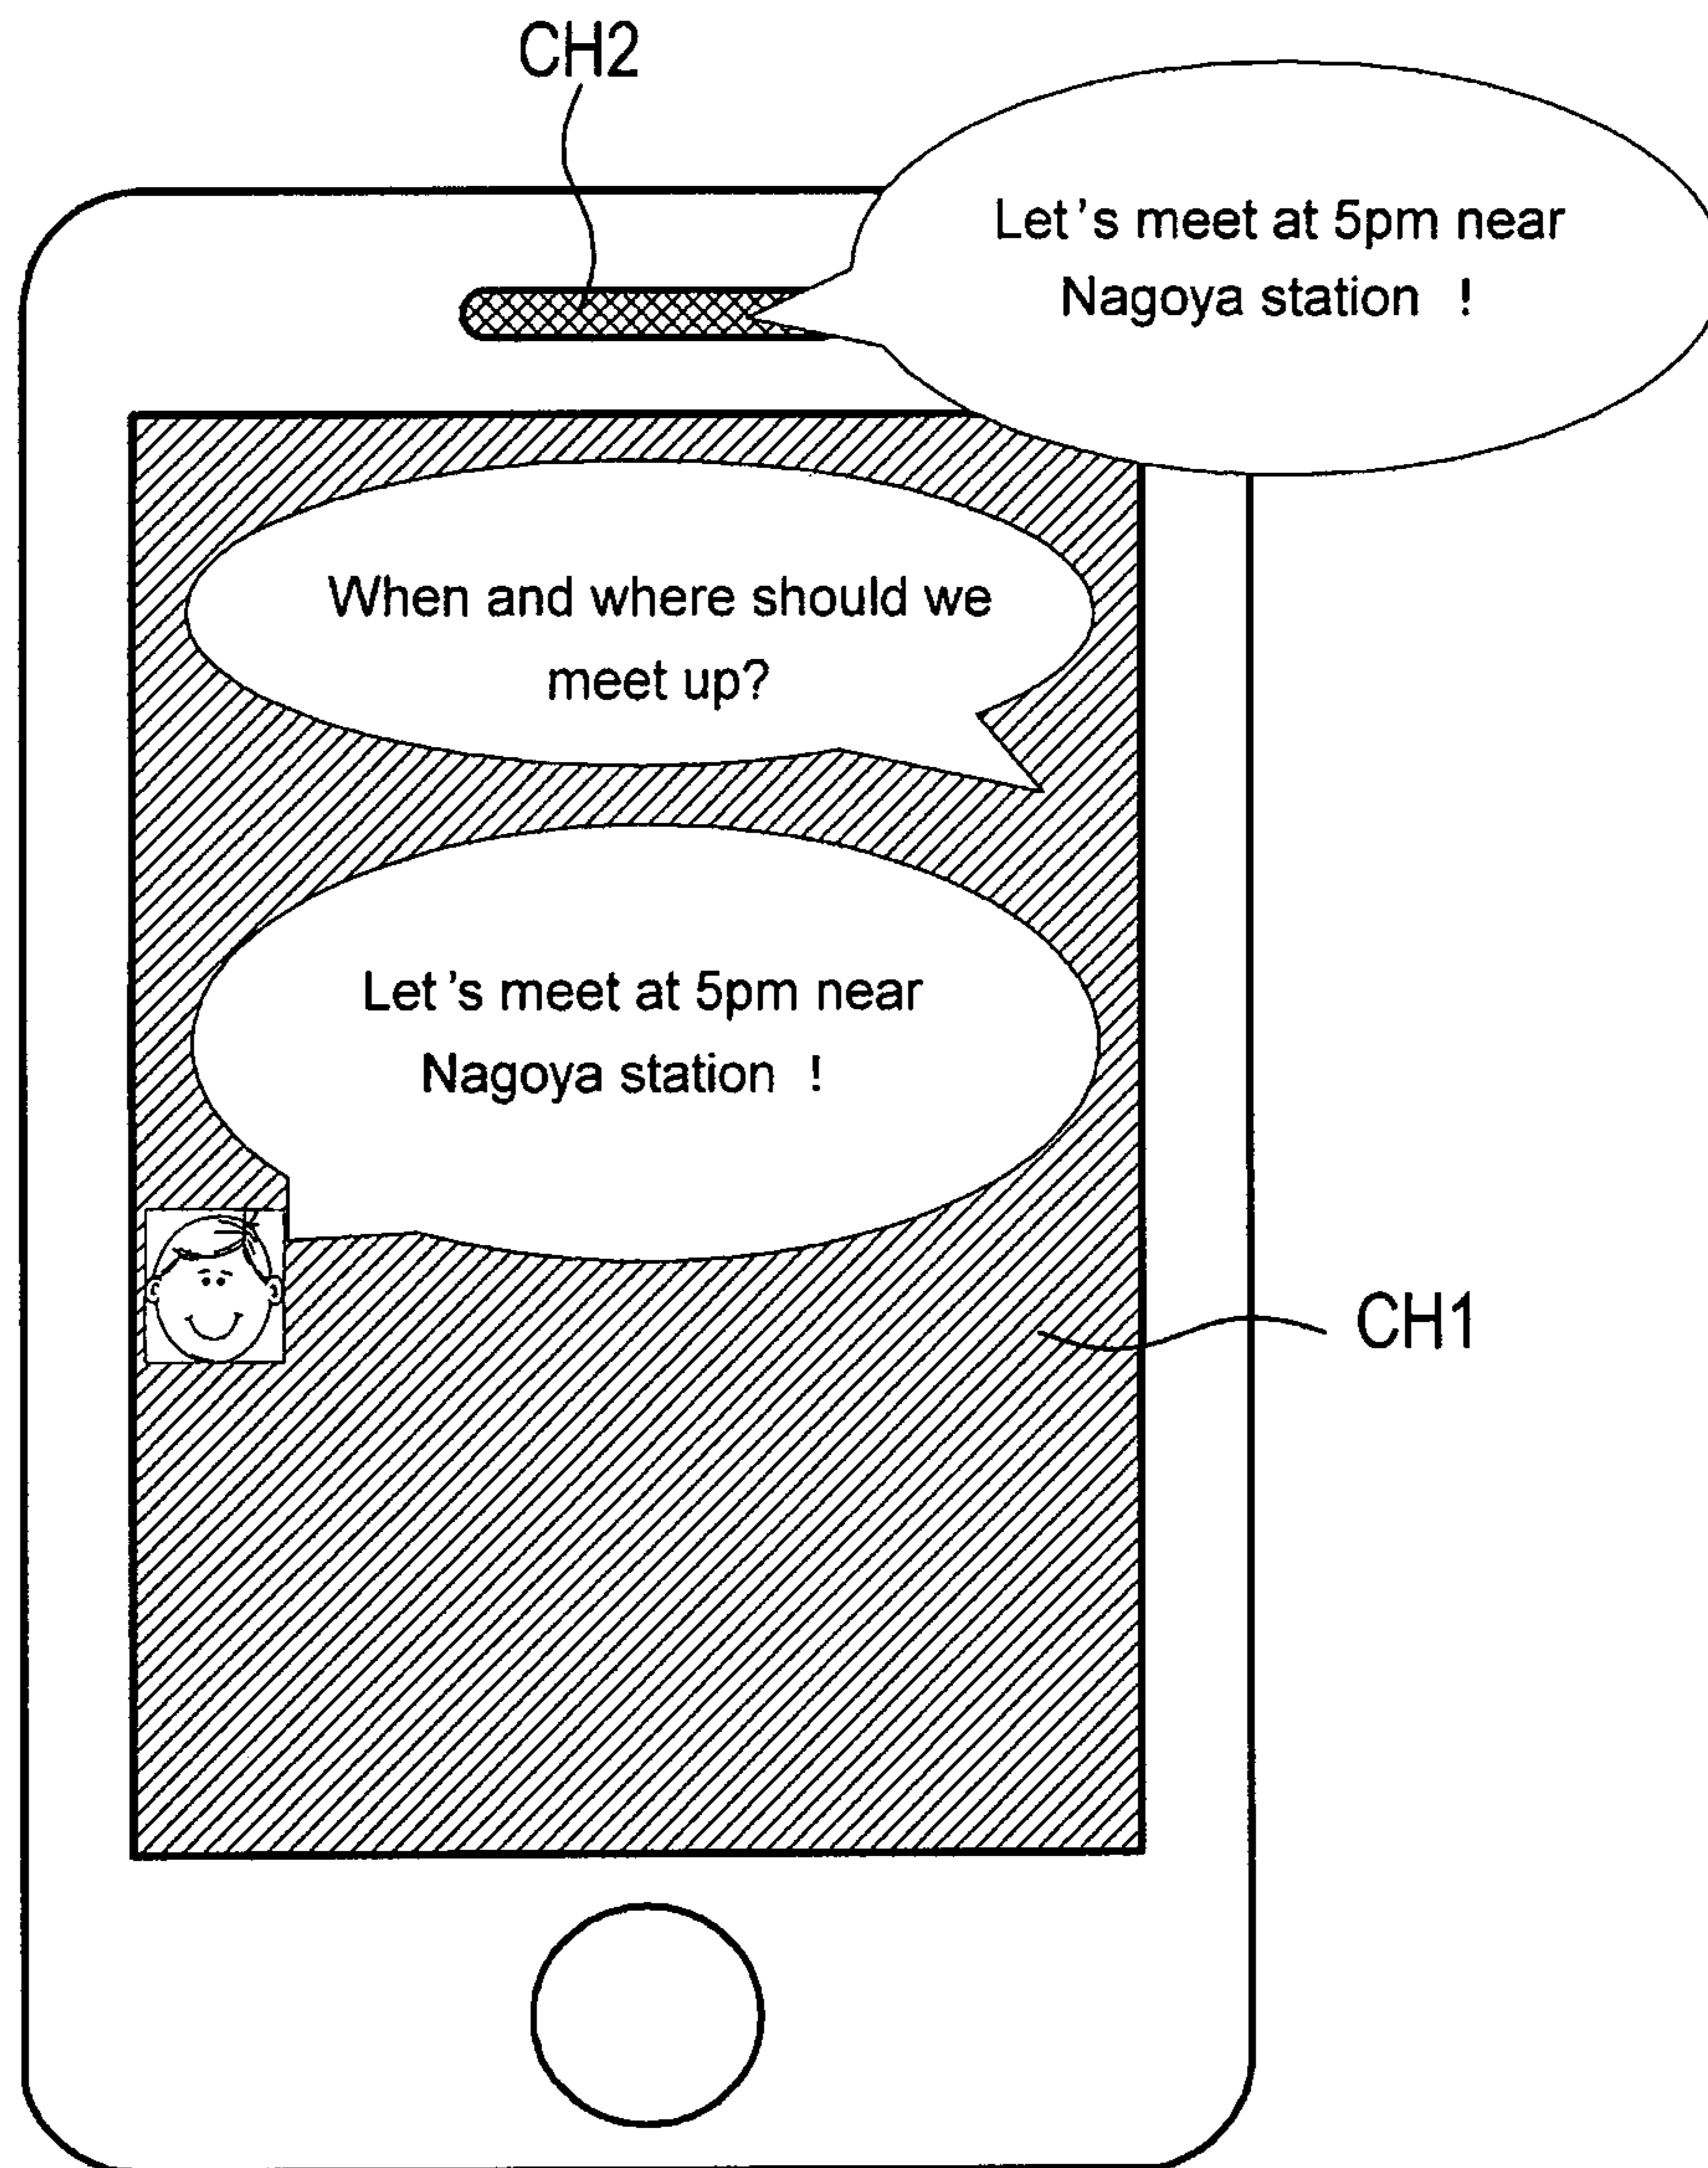 CH2
Let's meet at 5pm near
Nagoya station !
When and where should we
meet up?
Let's meet at 5pm near
Nagoya station !
CH1